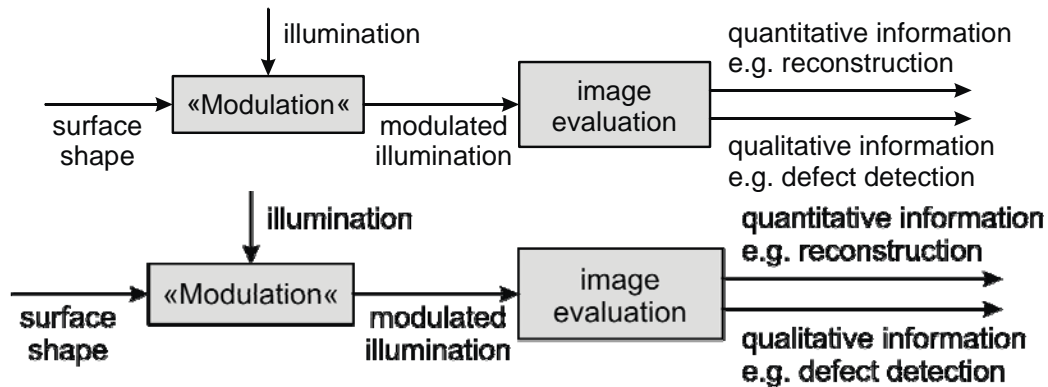 illumination
«Modulation«
surface
shape
modulated
illumination
image
evaluation
quantitative information
e.g. reconstruction
qualitative information
e.g. defect detection
illumination
«Modulation«
surface
shape
modulated
illumination
image
evaluation
quantitative information
e.g. reconstruction
qualitative information
e.g. defect detection